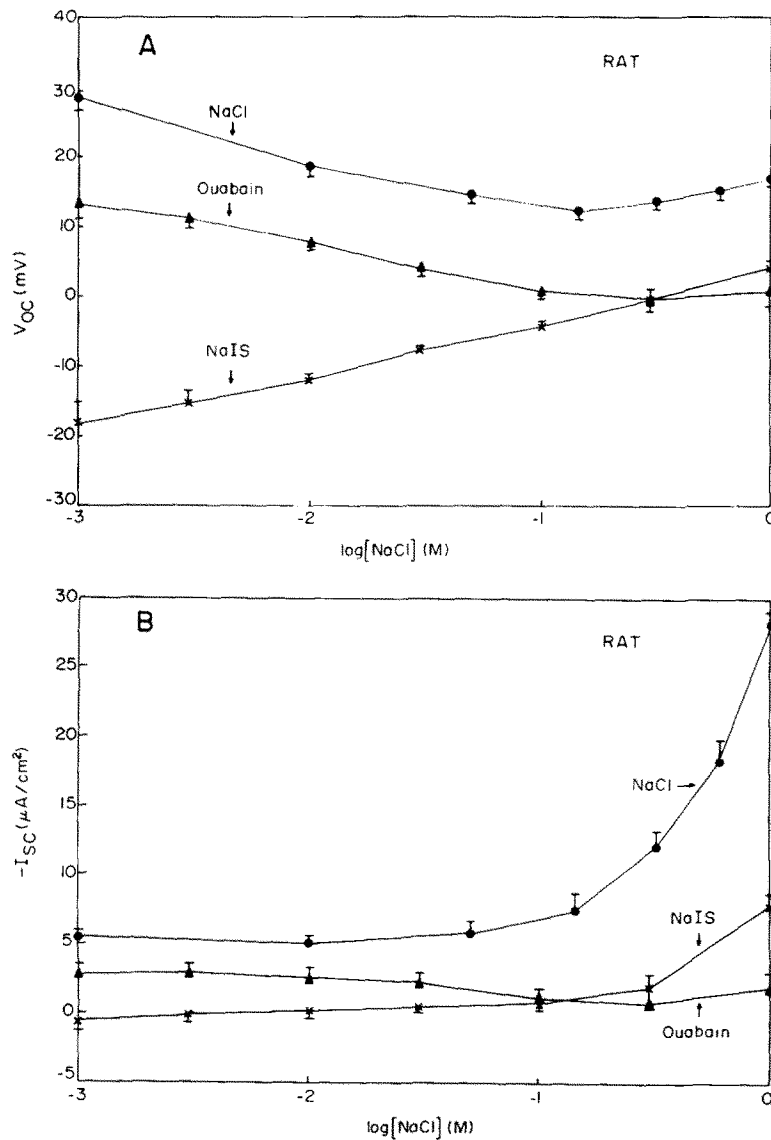 40
A
RAT
30
NaCl
20
Ouabain
10
0
NaIS
-10
-20
-30
V_OC (mV)
-3
-2
-1
0
log[NaCl] (M)
30
B
RAT
25
20
NaCl
15
10
NaIS
5
0
Ouabain
-5
-I_SC (μA/cm²)
-3
-2
-1
0
log[NaCl] (M)